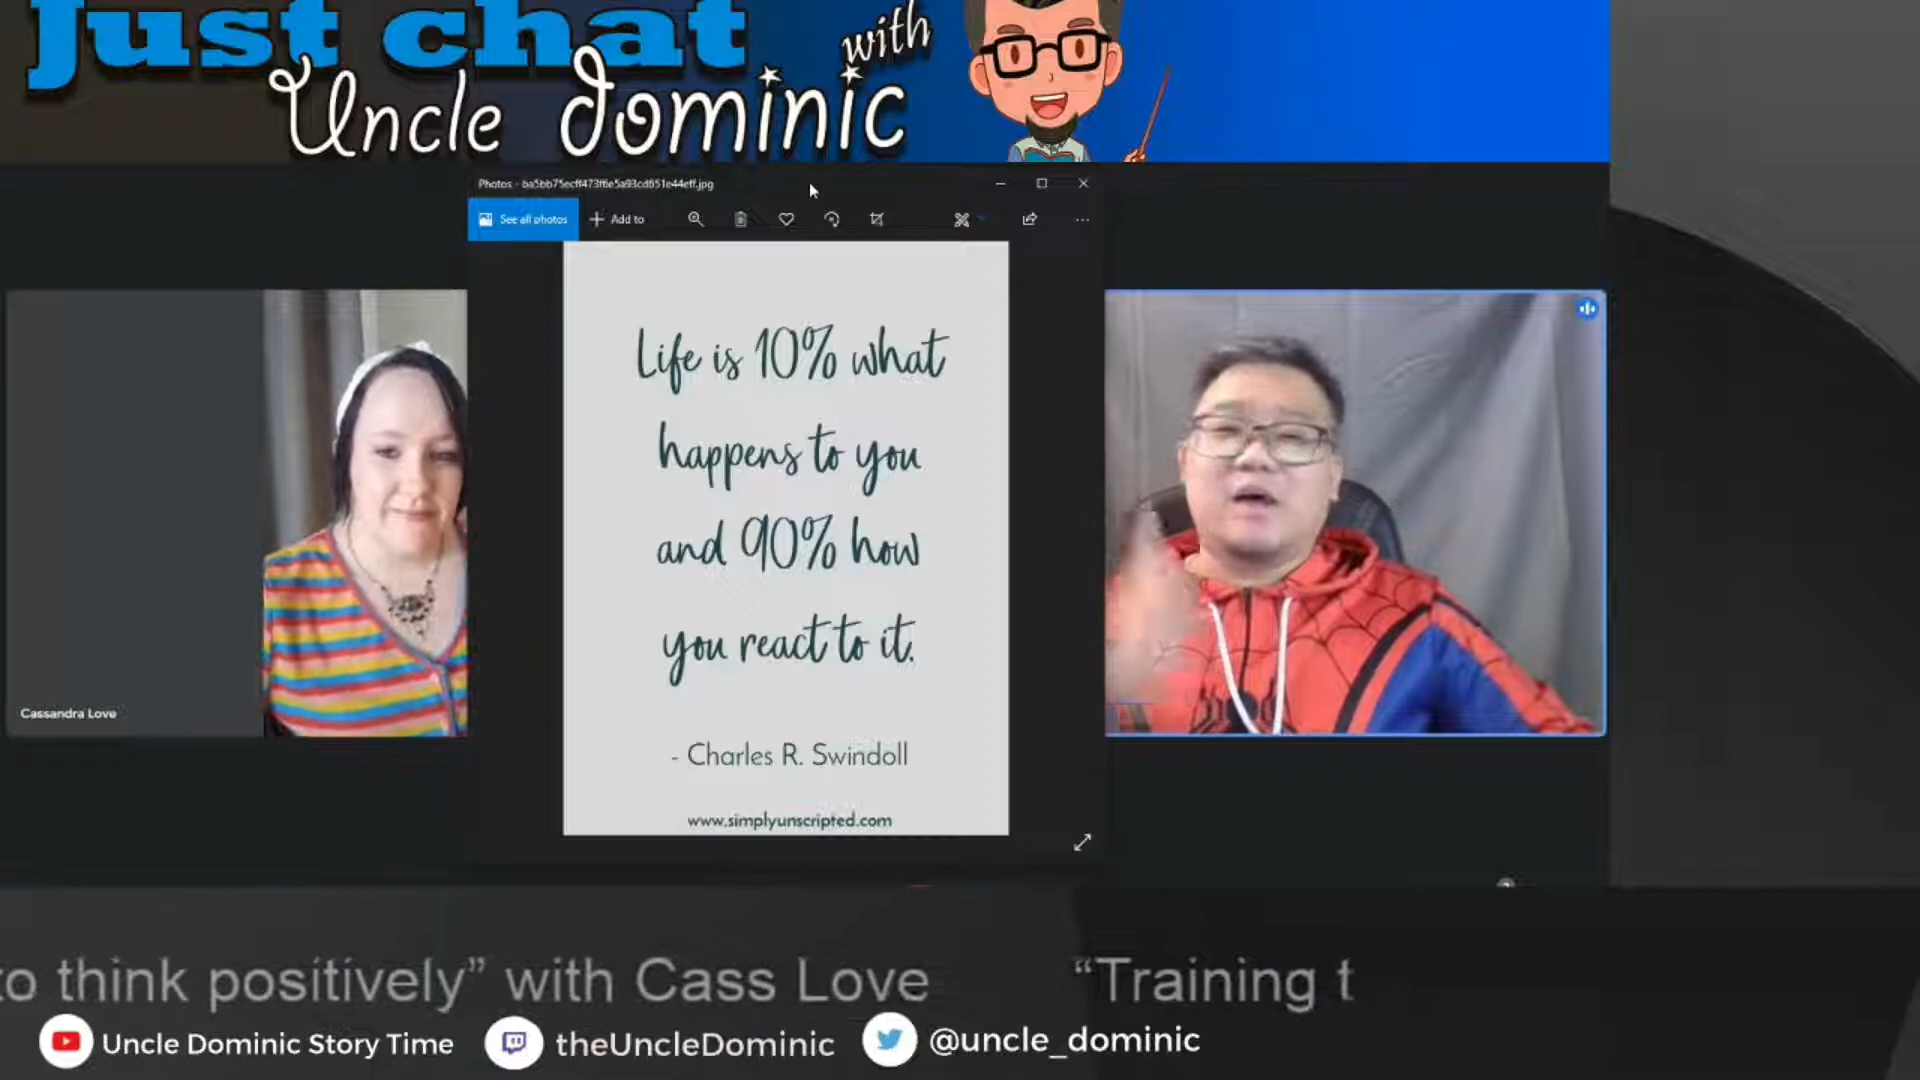 Just chat with
Uncle Dominic
Photos - ba5bb75ecff473f6e5a93cd651e44eff.jpg
See all photos
Add to
Life is 10% what
happens to you
and 90% how
you react to it.
- Charles R. Swindoll
www.simplyunscripted.com
Cassandra Love
to think positively” with Cass Love “Training t
Uncle Dominic Story Time theUncleDominic @uncle_dominic